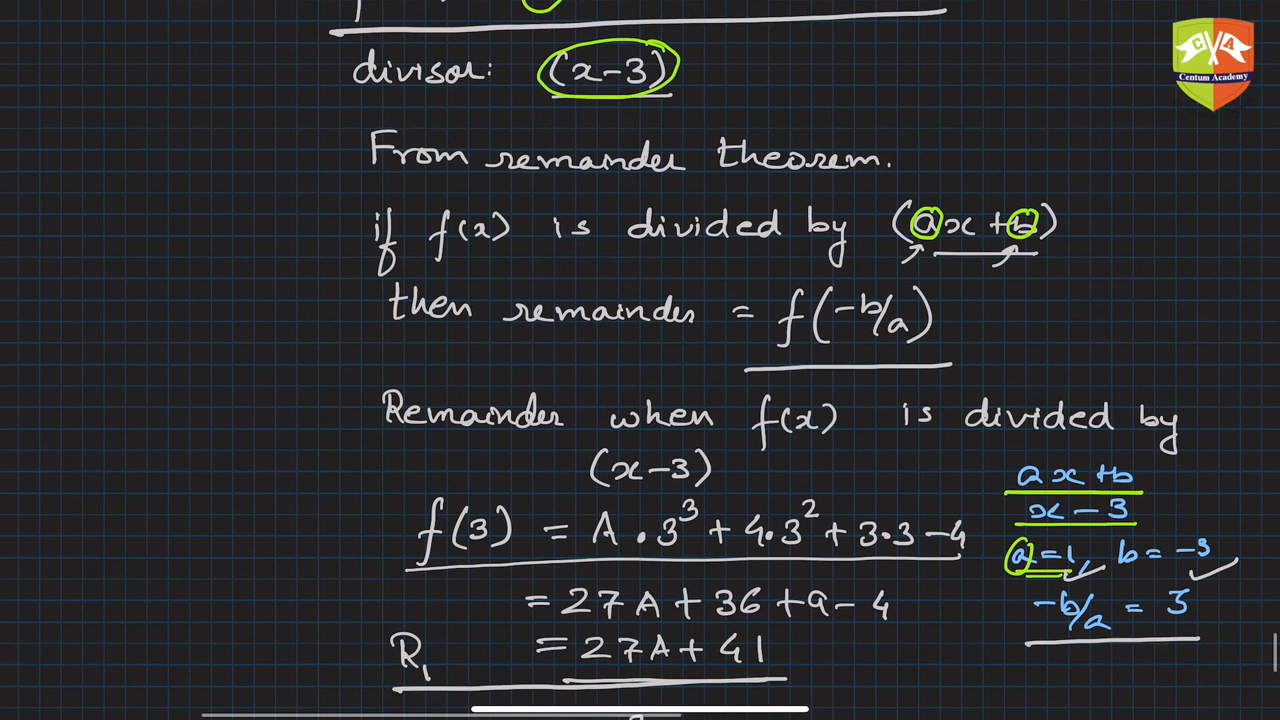 C A
Centum Academy
divisor: (x-3)
From remainder theorem.
if f(x) is divided by (ax+b)
then remainder = f(-b/a)
Remainder when f(x) is divided by
(x-3)
f(3) = A·3³ + 4·3² + 3·3 - 4
= 27A + 36 + 9 - 4
R₁ = 27A + 41
ax+b
x-3
a=1, b=-3
-b/a = 3